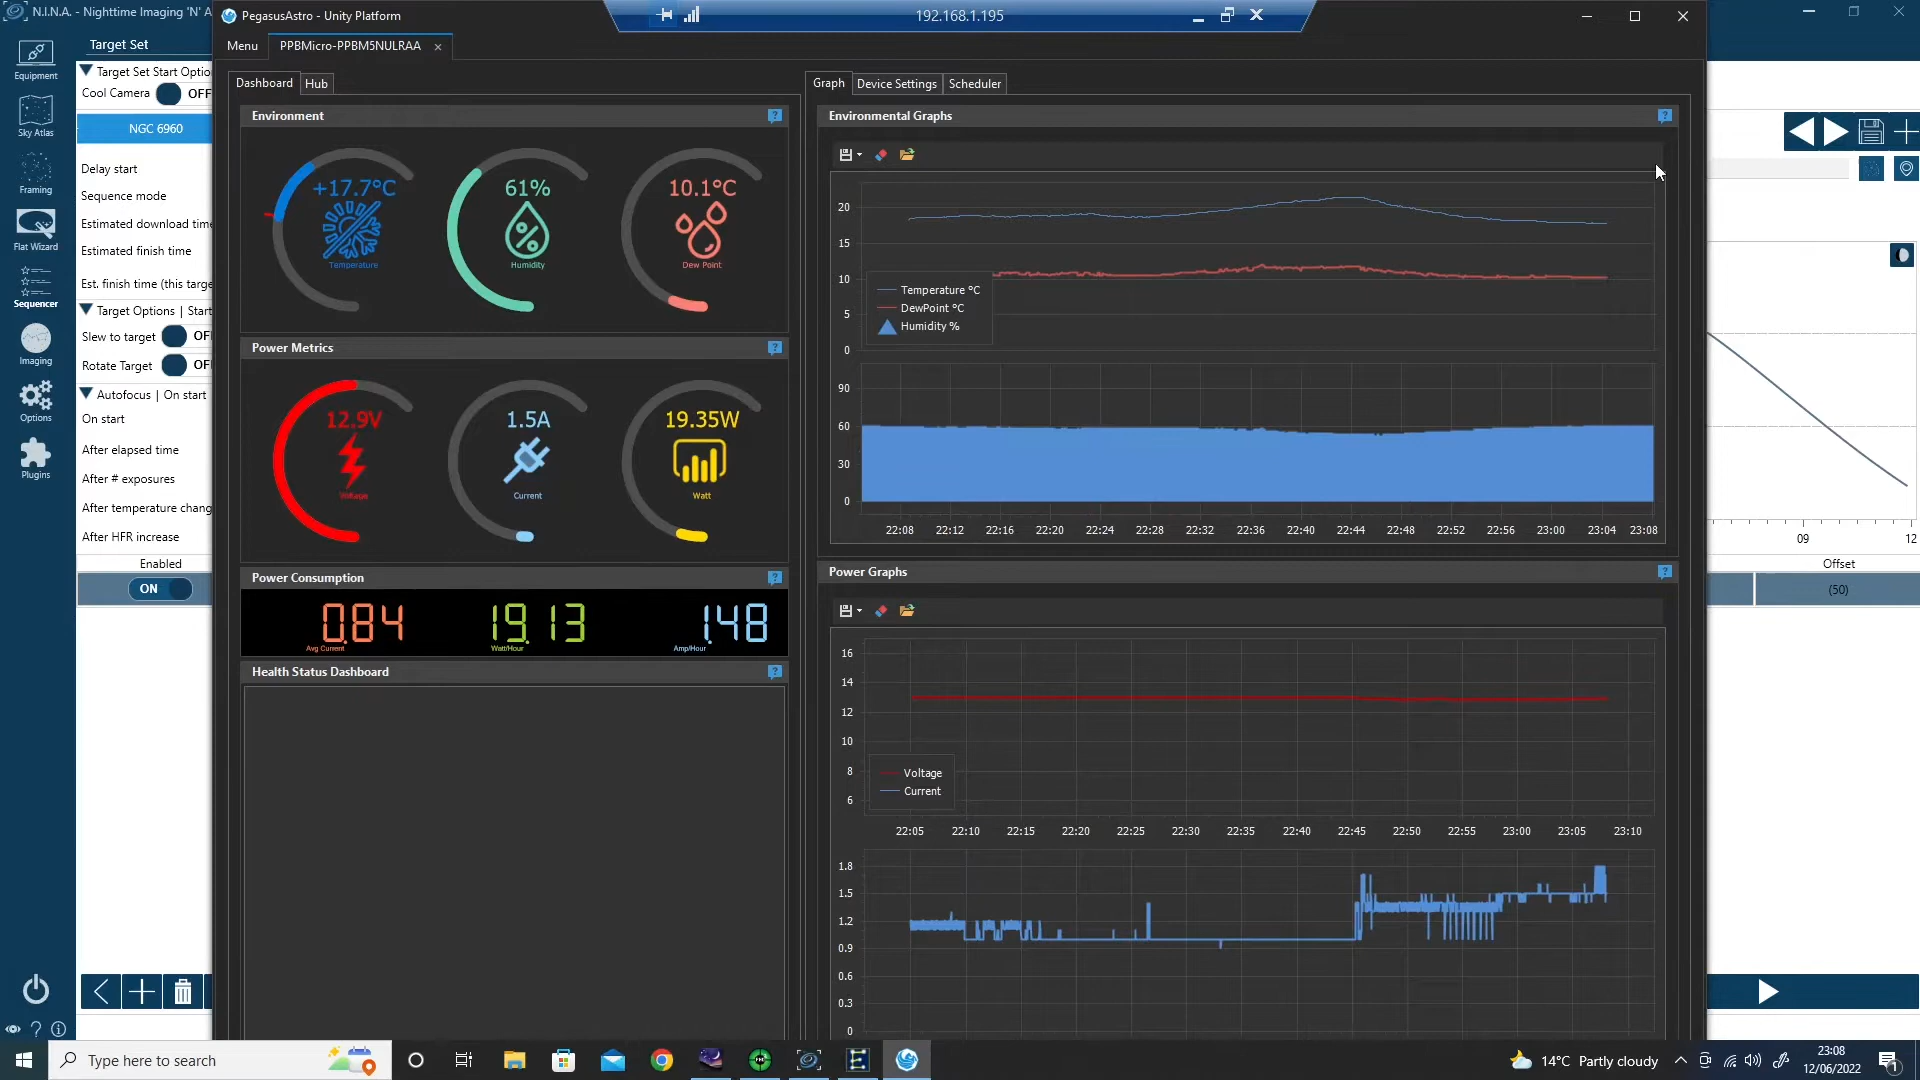 N.I.N.A. - Nighttime Imaging 'N' A
PegasusAstro - Unity Platform
192.168.1.195
Menu
PPBMicro-PPBM5NULRAA
Target Set
Equipment
Sky Atlas
Framing
Flat Wizard
Sequencer
Imaging
Options
Plugins
Target Set Start Optio
Cool Camera
OFF
NGC 6960
Delay start
Sequence mode
Estimated download time
Estimated finish time
Est. finish time (this targe
Target Options | Start
Slew to target
OF
Rotate Target
OF
Autofocus | On start
On start
After elapsed time
After # exposures
After temperature chang
After HFR increase
Enabled
ON
Dashboard
Hub
Environment
+17.7°C
Temperature
61%
Humidity
10.1°C
Dew Point
Power Metrics
12.9V
Voltage
1.5A
Current
19.35W
Watt
Power Consumption
0.84
Avg Current
19.13
Watt/Hour
1.48
Amp/Hour
Health Status Dashboard
Graph
Device Settings
Scheduler
Environmental Graphs
20
15
10
5
0
Temperature °C
DewPoint °C
Humidity %
90
60
30
0
22:08 22:12 22:16 22:20 22:24 22:28 22:32 22:36 22:40 22:44 22:48 22:52 22:56 23:00 23:04 23:08
Power Graphs
16
14
12
10
8
6
Voltage
Current
22:05 22:10 22:15 22:20 22:25 22:30 22:35 22:40 22:45 22:50 22:55 23:00 23:05 23:10
1.8
1.5
1.2
0.9
0.6
0.3
0
09
12
Offset
(50)
Type here to search
14°C Partly cloudy
23:08
12/06/2022
1